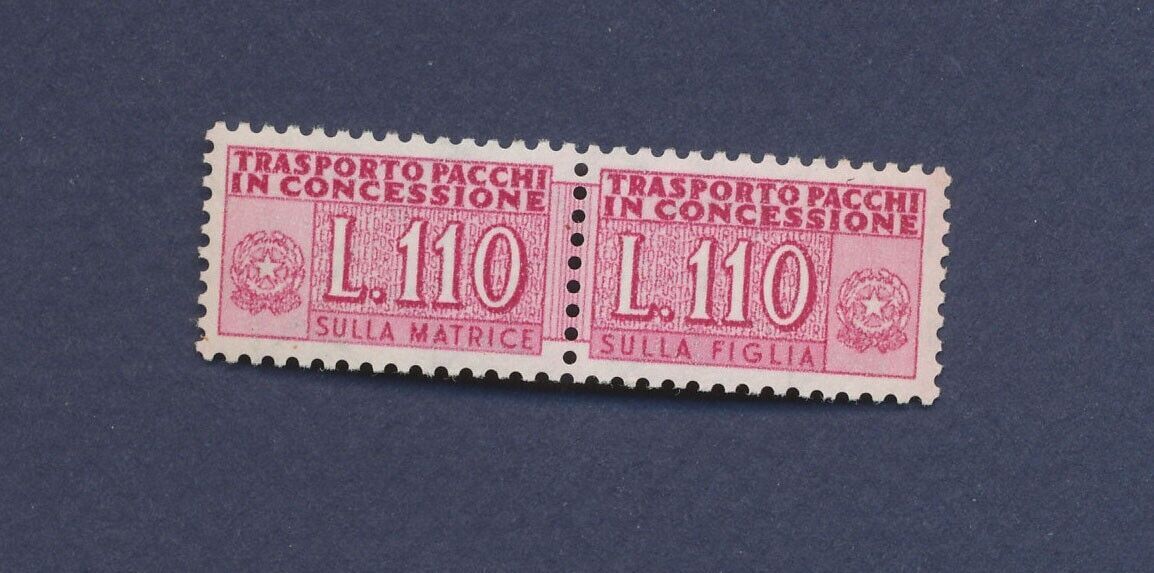 TRASPORTO PACCHI
IN CONCESSIONE
L.110
SULLA MATRICE
TRASPORTO PACCHI
IN CONCESSIONE
L.110
SULLA FIGLIA